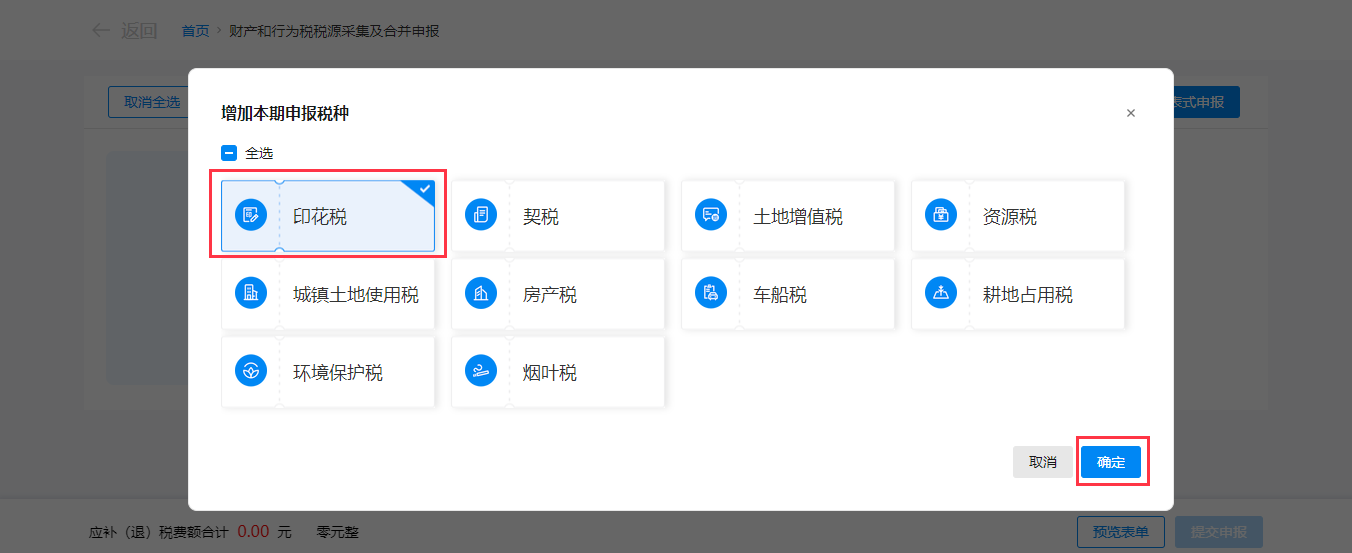 返回 首页 > 财产和行为税税源采集及合并申报
取消全选 表式申报
增加本期申报税种 ×
全选
印花税 契税 土地增值税 资源税
城镇土地使用税 房产税 车船税 耕地占用税
环境保护税 烟叶税
取消 确定
应补（退）税费额合计 0.00 元 零元整 预览表单 提交申报